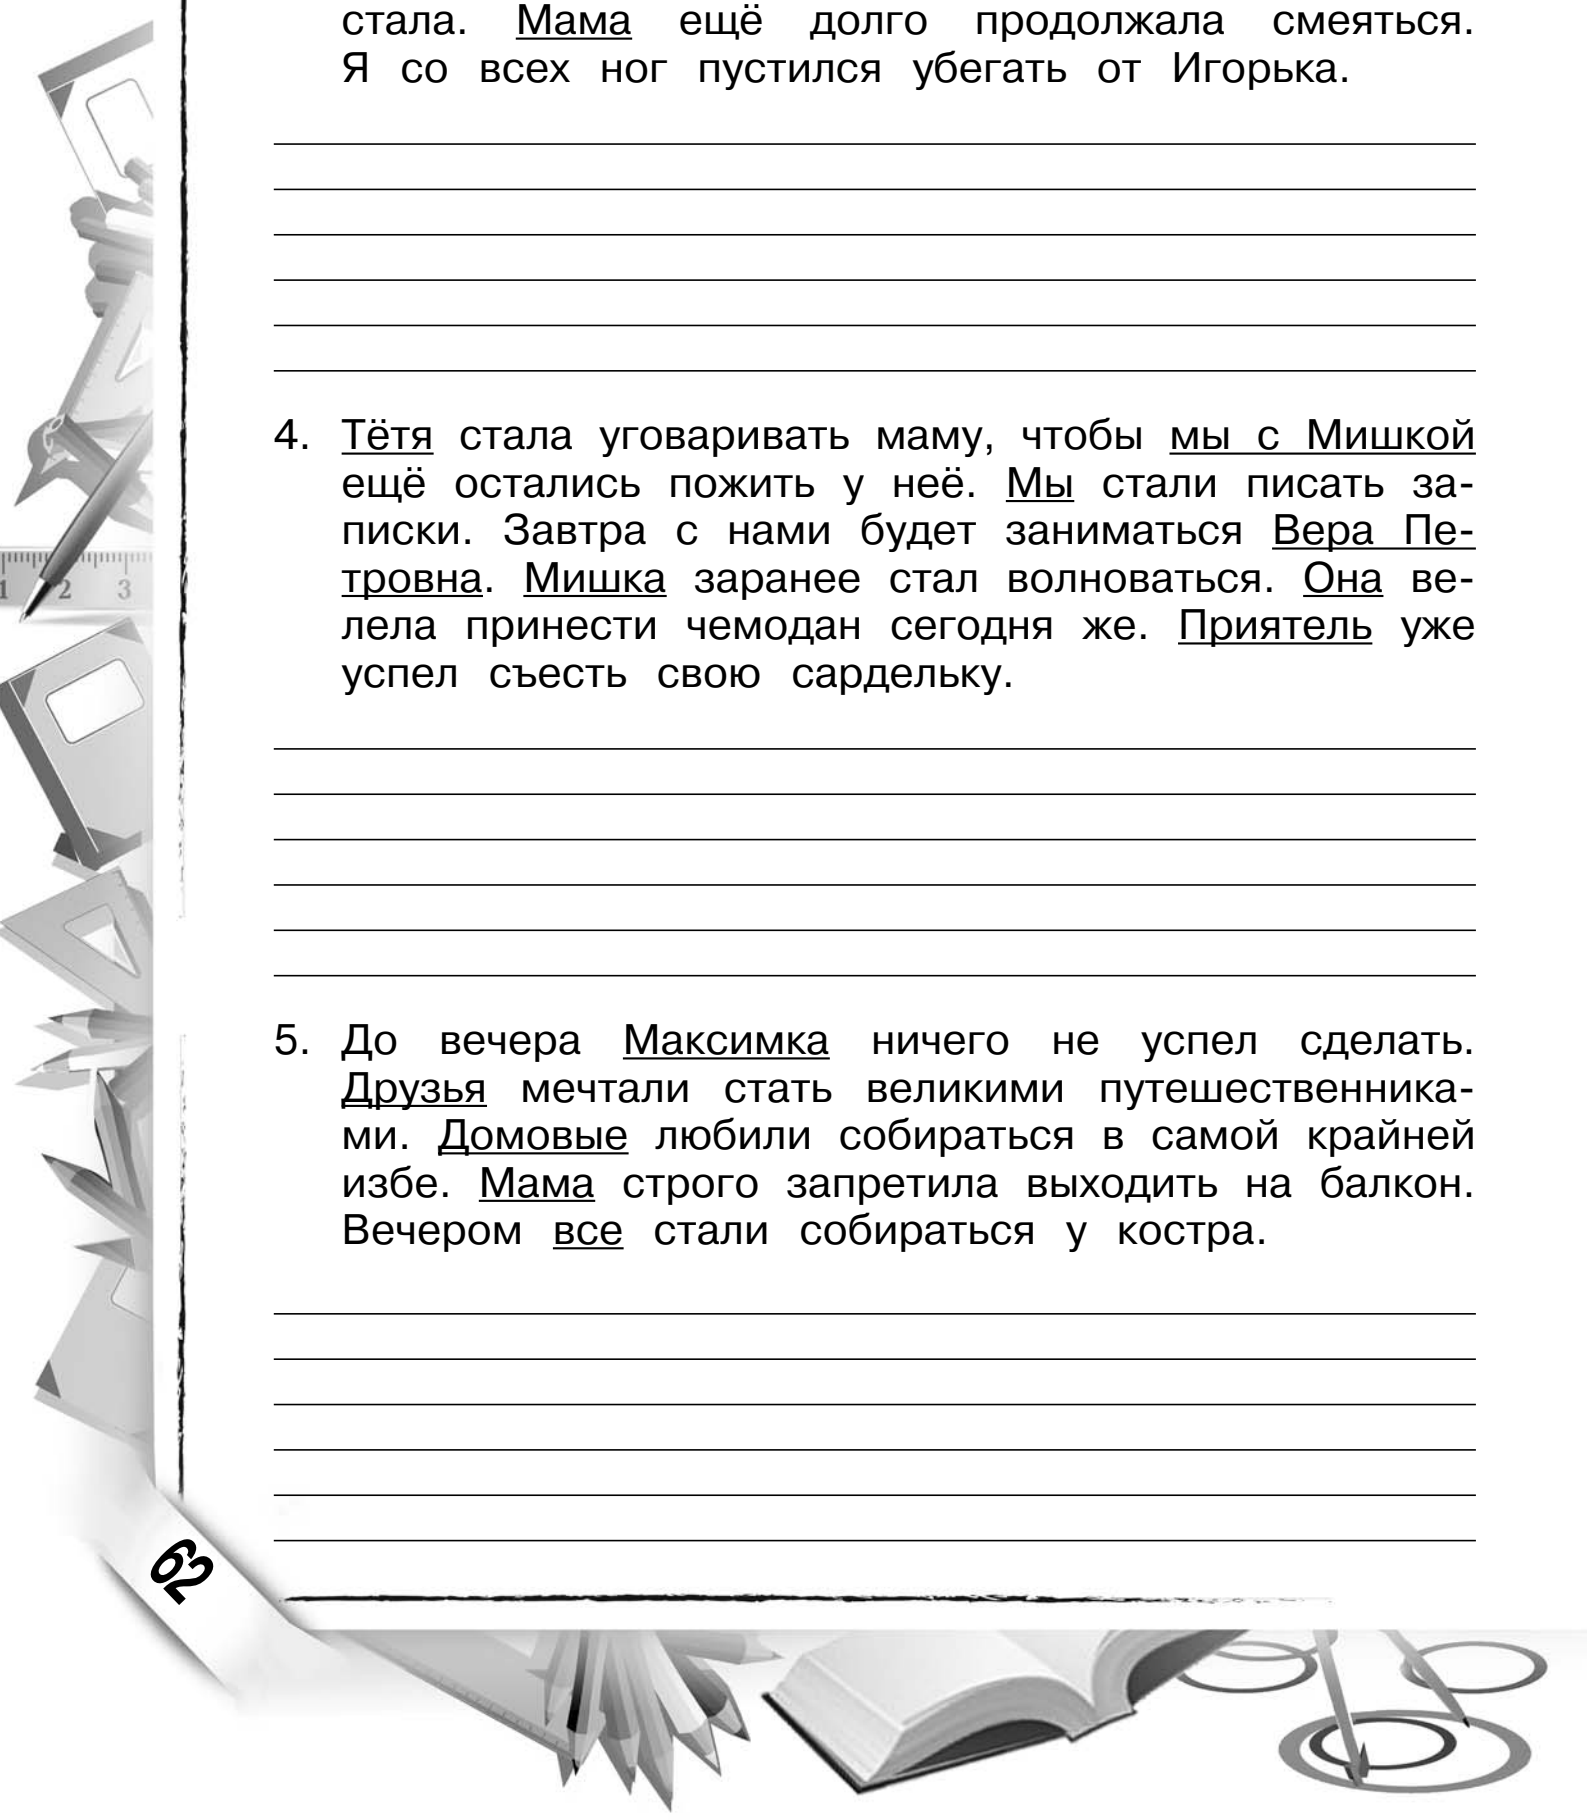 стала. Мама ещё долго продолжала смеяться.
Я со всех ног пустился убегать от Игорька.
4. Тётя стала уговаривать маму, чтобы мы с Мишкой
ещё остались пожить у неё. Мы стали писать за-
писки. Завтра с нами будет заниматься Вера Пе-
тровна. Мишка заранее стал волноваться. Она ве-
лела принести чемодан сегодня же. Приятель уже
успел съесть свою сардельку.
1 2 3
5. До вечера Максимка ничего не успел сделать.
Друзья мечтали стать великими путешественника-
ми. Домовые любили собираться в самой крайней
избе. Мама строго запретила выходить на балкон.
Вечером все стали собираться у костра.
62